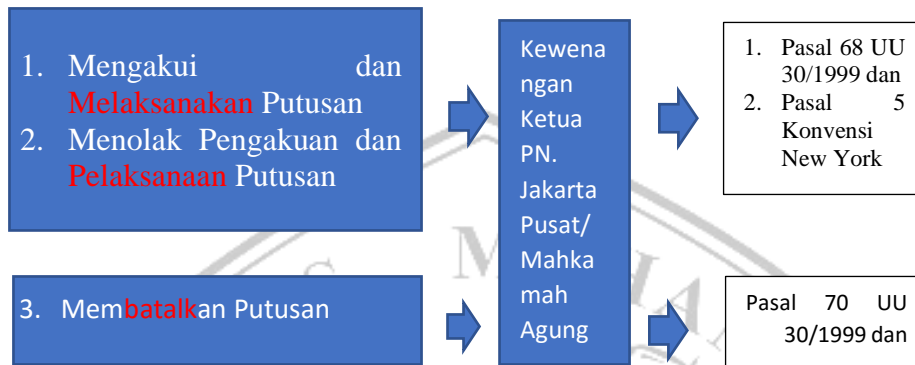 1. Mengakui dan
Melaksanakan Putusan
2. Menolak Pengakuan dan
Pelaksanaan Putusan
Kewena
ngan
Ketua
PN.
Jakarta
Pusat/
Mahka
mah
Agung
1. Pasal 68 UU
30/1999 dan
2. Pasal 5
Konvensi
New York
3. Membatalkan Putusan
Pasal 70 UU
30/1999 dan